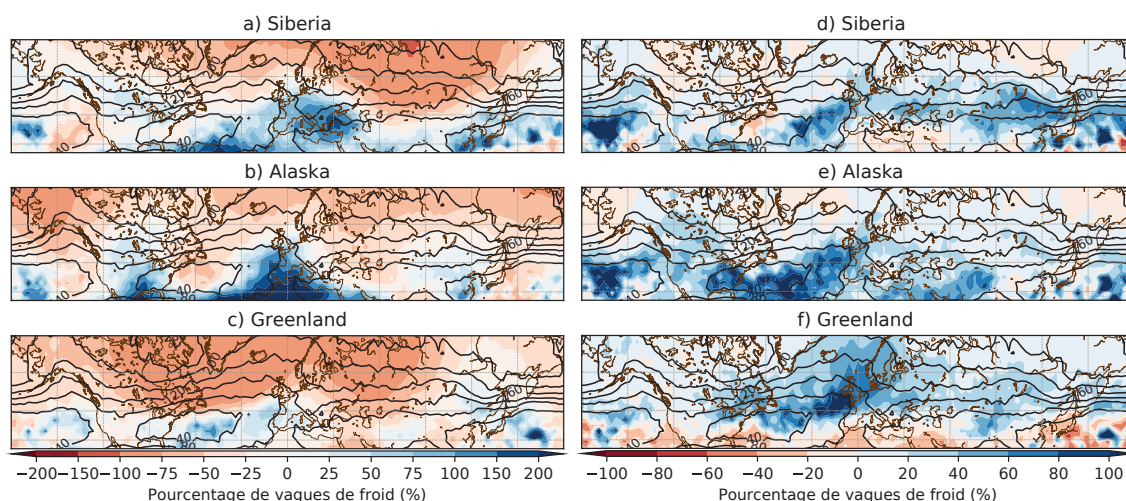 a) Siberia
d) Siberia
b) Alaska
e) Alaska
c) Greenland
f) Greenland
−200 −150 −100 −75 −50 −25 0 25 50 75 100 150 200
−100 −80 −60 −40 −20 0 20 40 60 80 100
Pourcentage de vagues de froid (%)
Pourcentage de vagues de froid (%)